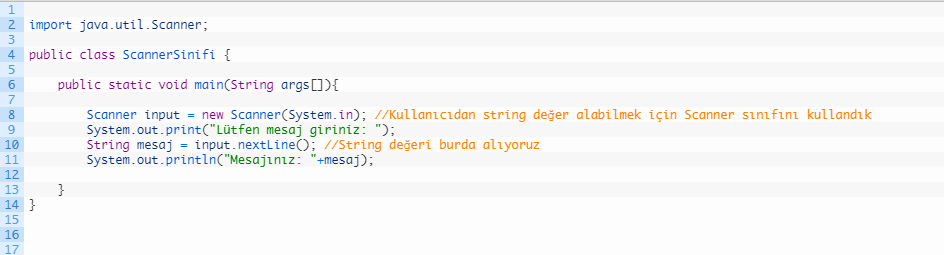 1
2 import java.util.Scanner;
3
4 public class ScannerSinifi {
5
6     public static void main(String args[]){
7
8         Scanner input = new Scanner(System.in); //Kullanıcıdan string değer alabilmek için Scanner sınıfını kullandık
9         System.out.print("Lütfen mesaj giriniz: ");
10         String mesaj = input.nextLine(); //String değeri burda alıyoruz
11         System.out.println("Mesajınız: "+mesaj);
12
13     }
14 }
15
16
17